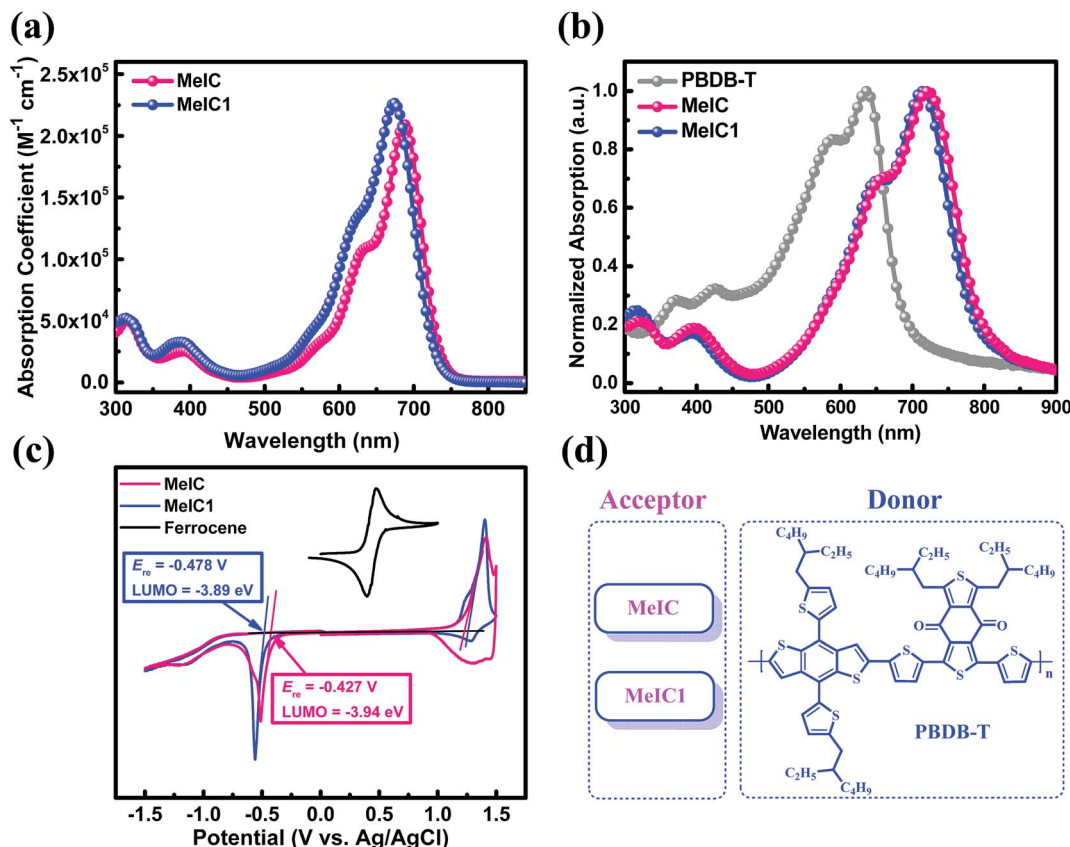 (a)
MeIC
MeIC1
Absorption Coefficient (M⁻¹ cm⁻¹)
2.5x10⁵
2.0x10⁵
1.5x10⁵
1.0x10⁵
5.0x10⁴
0.0
300 400 500 600 700 800
Wavelength (nm)
(b)
PBDB-T
MeIC
MeIC1
Normalized Absorption (a.u.)
1.0
0.8
0.6
0.4
0.2
0.0
300 400 500 600 700 800 900
Wavelength (nm)
(c)
MeIC
MeIC1
Ferrocene
E_re = -0.478 V
LUMO = -3.89 eV
E_re = -0.427 V
LUMO = -3.94 eV
-1.5 -1.0 -0.5 0.0 0.5 1.0 1.5
Potential (V vs. Ag/AgCl)
(d)
Acceptor
MeIC
MeIC1
Donor
C₄H₉
C₂H₅
C₂H₅
C₄H₉
C₂H₅
C₄H₉
S
S
O
O
S
S
S
S
S
n
S
PBDB-T
C₂H₅
C₄H₉